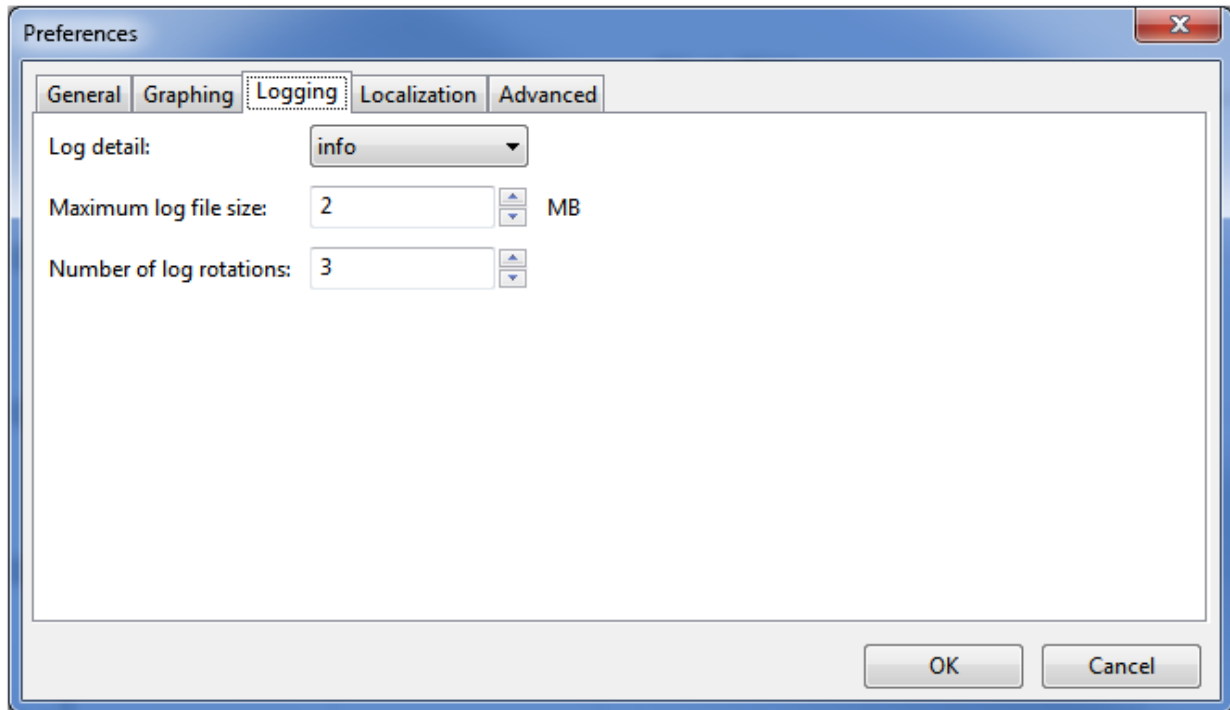 Preferences
General Graphing Logging Localization Advanced
Log detail: info
Maximum log file size: 2 MB
Number of log rotations: 3
OK Cancel